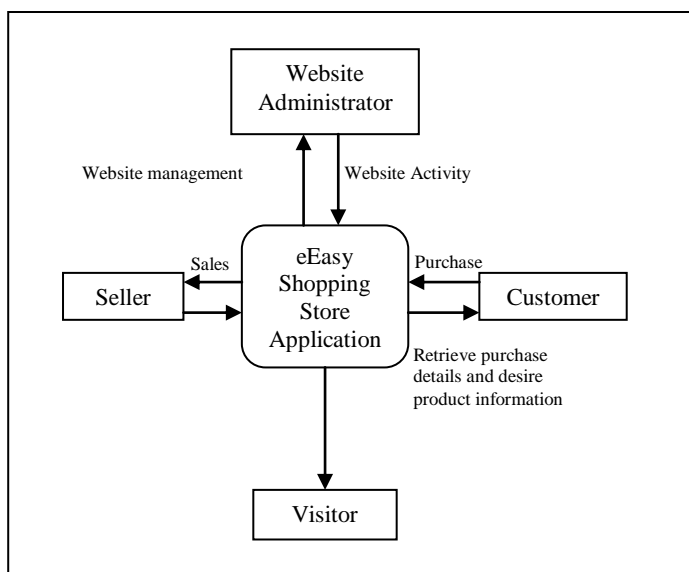 Website
Administrator
Website management
Website Activity
eEasy
Shopping
Store
Application
Sales
Seller
Purchase
Customer
Retrieve purchase
details and desire
product information
Visitor